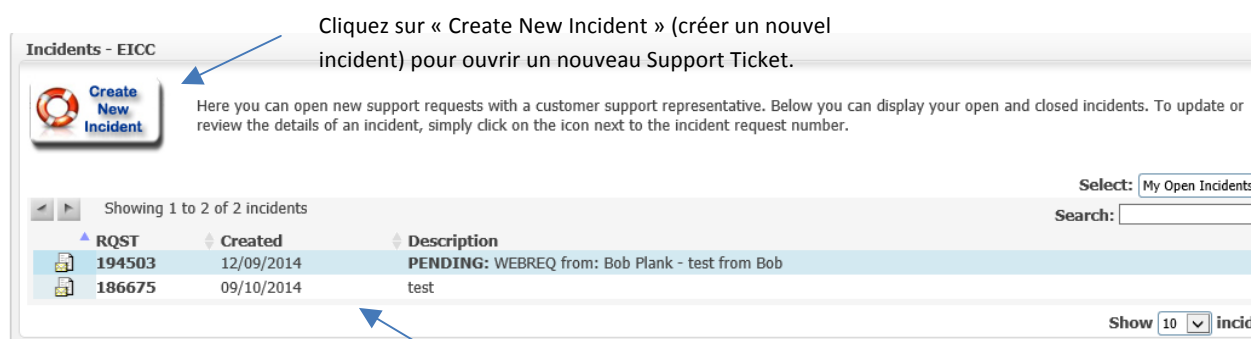 Cliquez sur « Create New Incident » (créer un nouvel
incident) pour ouvrir un nouveau Support Ticket.
Incidents - EICC
Create
New
Incident
Here you can open new support requests with a customer support representative. Below you can display your open and closed incidents. To update or
review the details of an incident, simply click on the icon next to the incident request number.
Select: My Open Incidents
Showing 1 to 2 of 2 incidents
Search:
RQST Created Description
194503 12/09/2014 PENDING: WEBREQ from: Bob Plank - test from Bob
186675 09/10/2014 test
Show 10